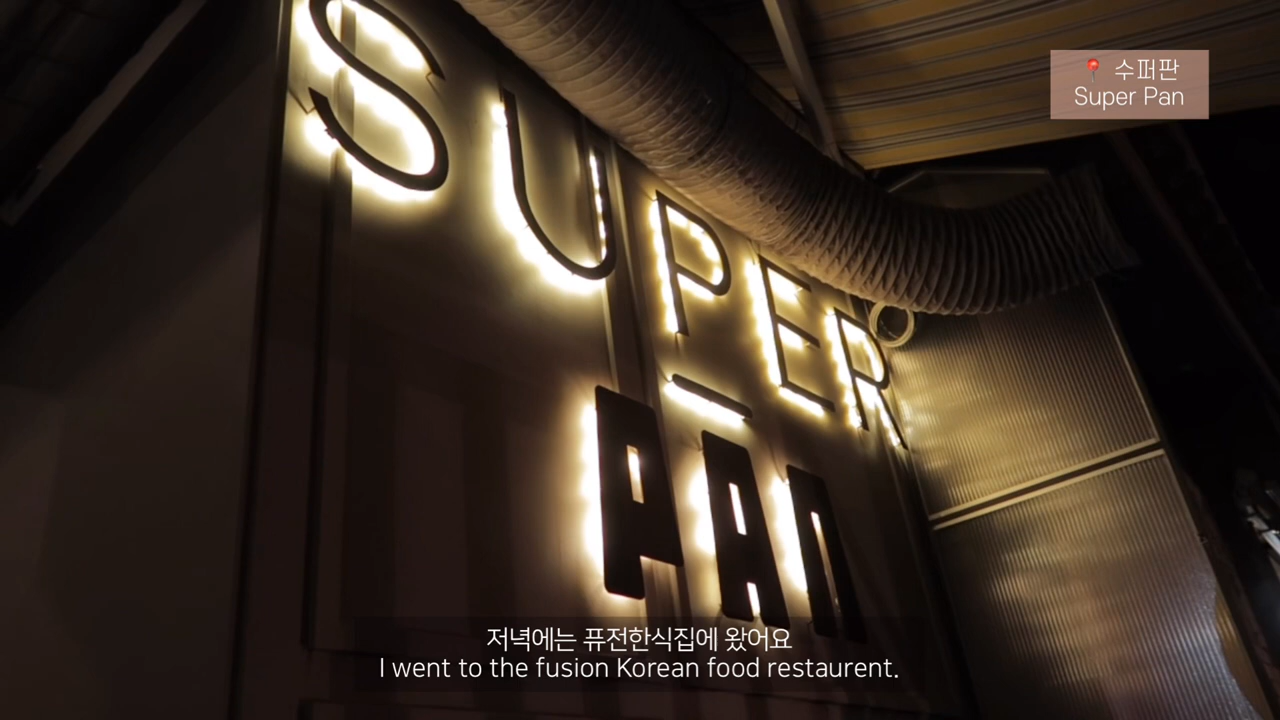 수퍼판
Super Pan
SUPER
PAN
저녁에는 퓨전한식집에 왔어요
I went to the fusion Korean food restaurent.